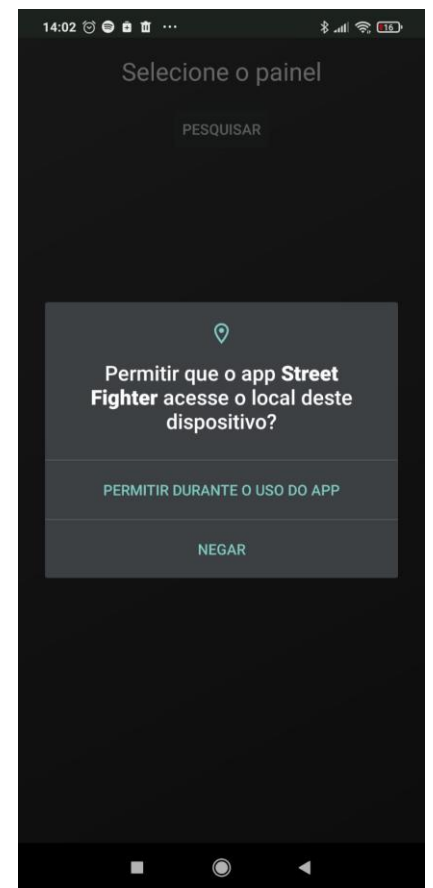 14:02 ... 16
Selecione o painel
PESQUISAR
Permitir que o app Street
Fighter acesse o local deste
dispositivo?
PERMITIR DURANTE O USO DO APP
NEGAR